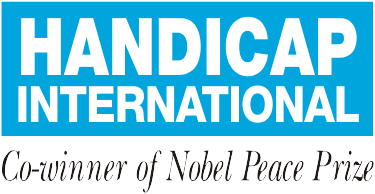 HANDICAP
INTERNATIONAL
Co-winner of Nobel Peace Prize